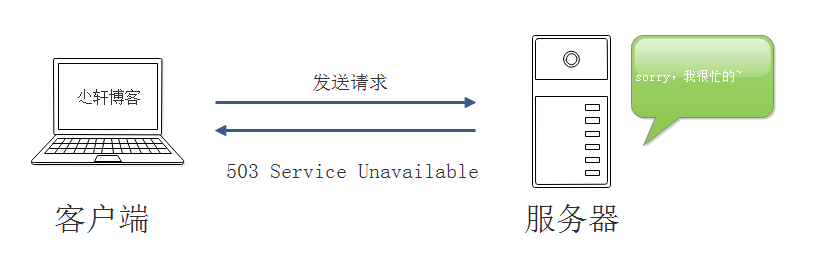 尐轩博客
发送请求
sorry，我很忙的~
503 Service Unavailable
客户端
服务器